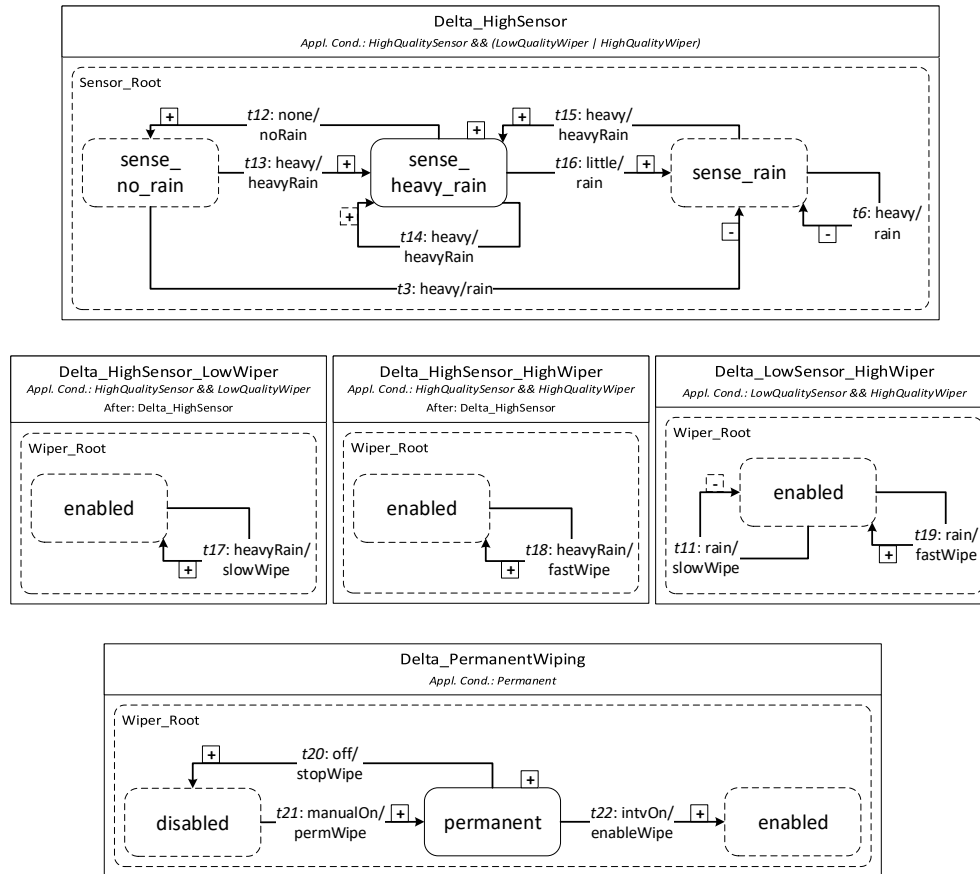 Delta_HighSensor
Appl. Cond.: HighQualitySensor && (LowQualityWiper | HighQualityWiper)
Sensor_Root
+
t12: none/
noRain
+
+
t15: heavy/
heavyRain
sense_
no_rain
t13: heavy/
heavyRain
+
sense_
heavy_rain
t16: little/
rain
+
sense_rain
+
t14: heavy/
heavyRain
-
-
t6: heavy/
rain
t3: heavy/rain
Delta_HighSensor_LowWiper
Appl. Cond.: HighQualitySensor && LowQualityWiper
After: Delta_HighSensor
Wiper_Root
enabled
t17: heavyRain/
slowWipe
+
Delta_HighSensor_HighWiper
Appl. Cond.: HighQualitySensor && HighQualityWiper
After: Delta_HighSensor
Wiper_Root
enabled
t18: heavyRain/
fastWipe
+
Delta_LowSensor_HighWiper
Appl. Cond.: LowQualitySensor && HighQualityWiper
Wiper_Root
-
enabled
t11: rain/
slowWipe
t19: rain/
fastWipe
+
Delta_PermanentWiping
Appl. Cond.: Permanent
Wiper_Root
+
t20: off/
stopWipe
+
disabled
t21: manualOn/
permWipe
+
permanent
t22: intvOn/
enableWipe
+
enabled